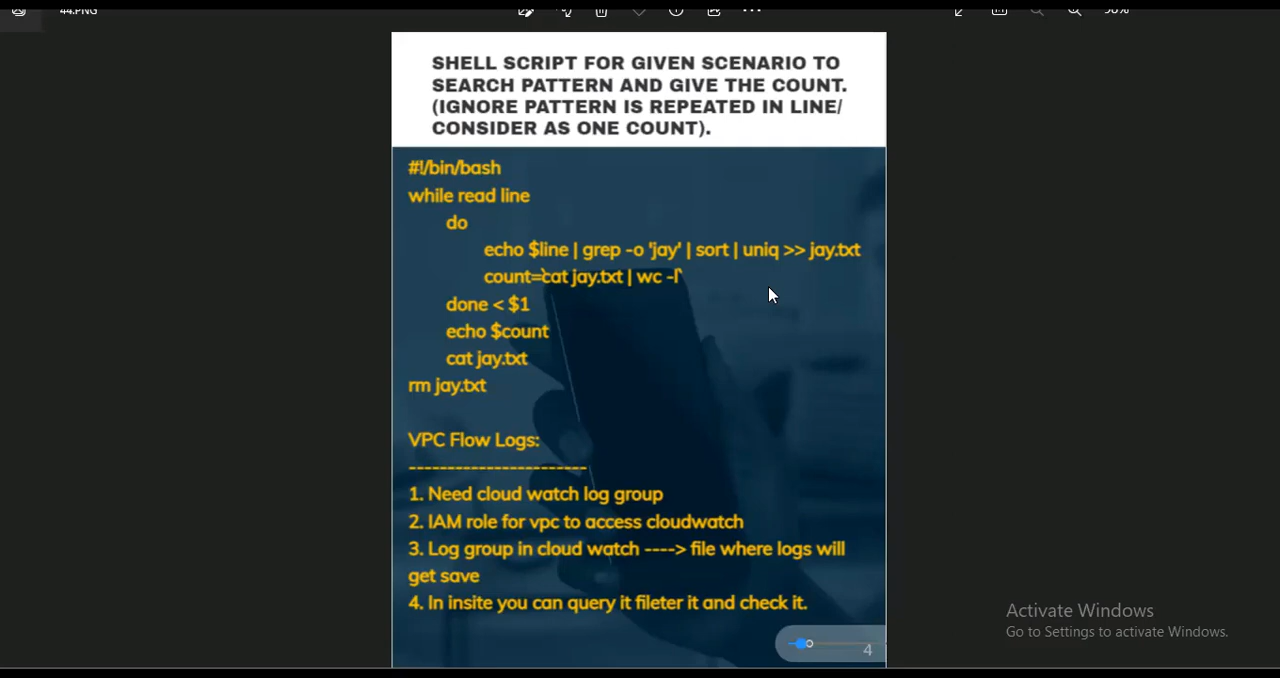 44.PNG
SHELL SCRIPT FOR GIVEN SCENARIO TO
SEARCH PATTERN AND GIVE THE COUNT.
(IGNORE PATTERN IS REPEATED IN LINE/
CONSIDER AS ONE COUNT).
#!/bin/bash
while read line
do
echo $line | grep -o 'jay' | sort | uniq >> jay.txt
count=`cat jay.txt | wc -l`
done < $1
echo $count
cat jay.txt
rm jay.txt
VPC Flow Logs:
-----------------------
1. Need cloud watch log group
2. IAM role for vpc to access cloudwatch
3. Log group in cloud watch ----> file where logs will
get save
4. In insite you can query it fileter it and check it.
Activate Windows
Go to Settings to activate Windows.
4